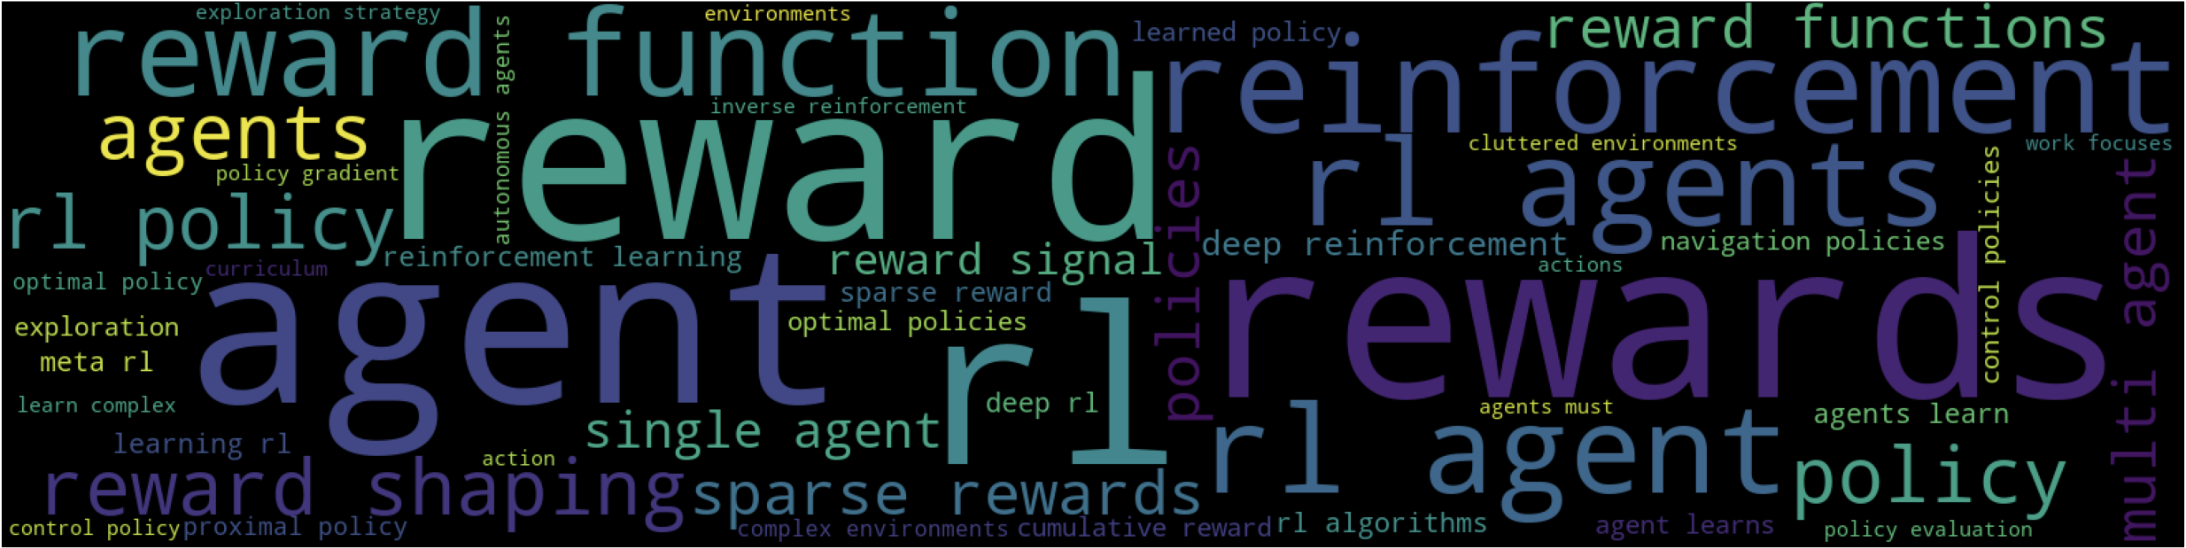 exploration strategy
environments
reward functions
reward function
learned policy
reinforcement
autonomous agents
agents
inverse reinforcement
reward
cluttered environments
work focuses
policy gradient
rl agents
policies
control policies
multi agent
rl policy
reinforcement learning
reward signal
deep reinforcement
navigation policies
actions
optimal policy
curriculum
agent
sparse reward
rewards
exploration
optimal policies
meta rl
rl
deep rl
learn complex
single agent
agents must
agents learn
learning rl
action
rl agent
policy
reward shaping
sparse rewards
control policy
proximal policy
complex environments
cumulative reward
rl algorithms
agent learns
policy evaluation